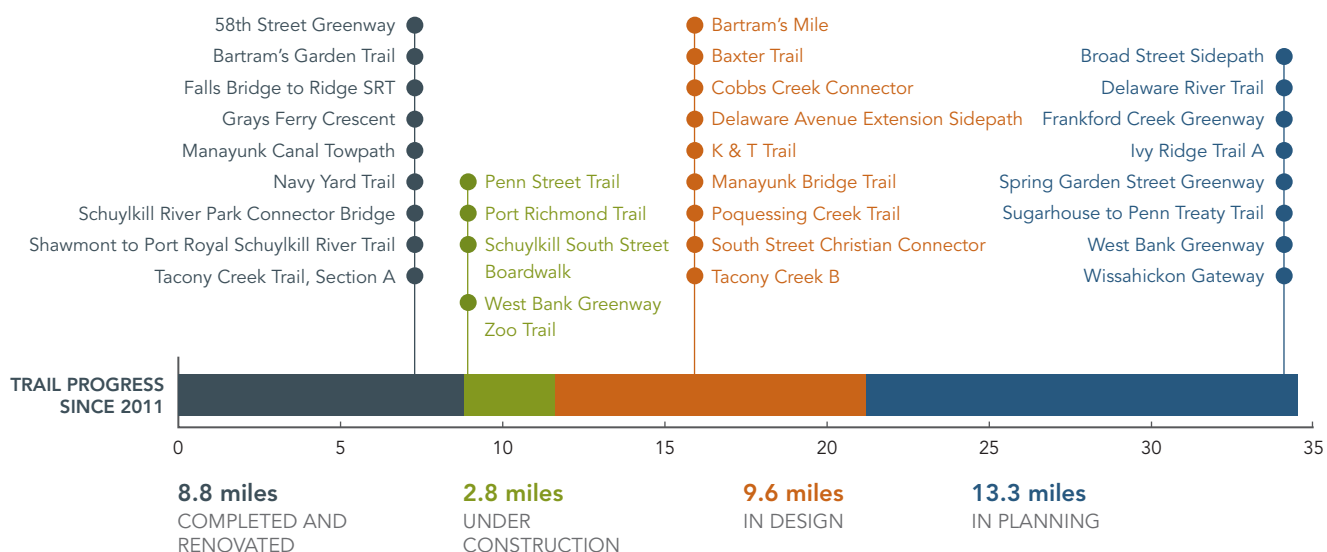 58th Street Greenway
Bartram's Garden Trail
Falls Bridge to Ridge SRT
Grays Ferry Crescent
Manayunk Canal Towpath
Navy Yard Trail
Schuylkill River Park Connector Bridge
Shawmont to Port Royal Schuylkill River Trail
Tacony Creek Trail, Section A
Penn Street Trail
Port Richmond Trail
Schuylkill South Street
Boardwalk
West Bank Greenway
Zoo Trail
Bartram's Mile
Baxter Trail
Cobbs Creek Connector
Delaware Avenue Extension Sidepath
K & T Trail
Manayunk Bridge Trail
Poquessing Creek Trail
South Street Christian Connector
Tacony Creek B
Broad Street Sidepath
Delaware River Trail
Frankford Creek Greenway
Ivy Ridge Trail A
Spring Garden Street Greenway
Sugarhouse to Penn Treaty Trail
West Bank Greenway
Wissahickon Gateway
TRAIL PROGRESS
SINCE 2011
0 5 10 15 20 25 30 35
8.8 miles
COMPLETED AND
RENOVATED
2.8 miles
UNDER
CONSTRUCTION
9.6 miles
IN DESIGN
13.3 miles
IN PLANNING